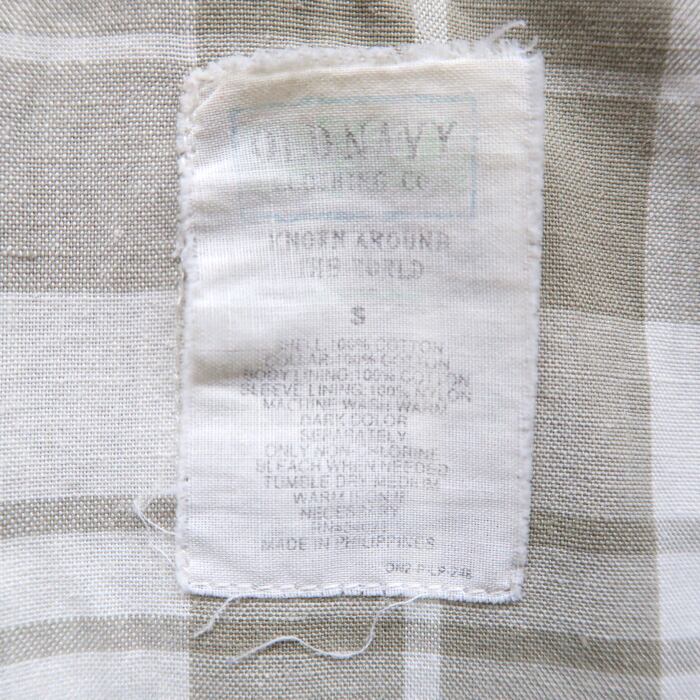 OLD NAVY
CLOTHING CO.
KNOWN AROUND
THE WORLD
S
SHELL:100% COTTON
COLLAR:100% COTTON
BODY LINING:100% COTTON
SLEEVE LINING:100% NYLON
MACHINE WASH WARM
DARK COLOR
SEPARATELY
ONLY NON-CHLORINE
BLEACH WHEN NEEDED
TUMBLE DRY MEDIUM
WARM IRON IF
NECESSARY
MADE IN PHILIPPINES